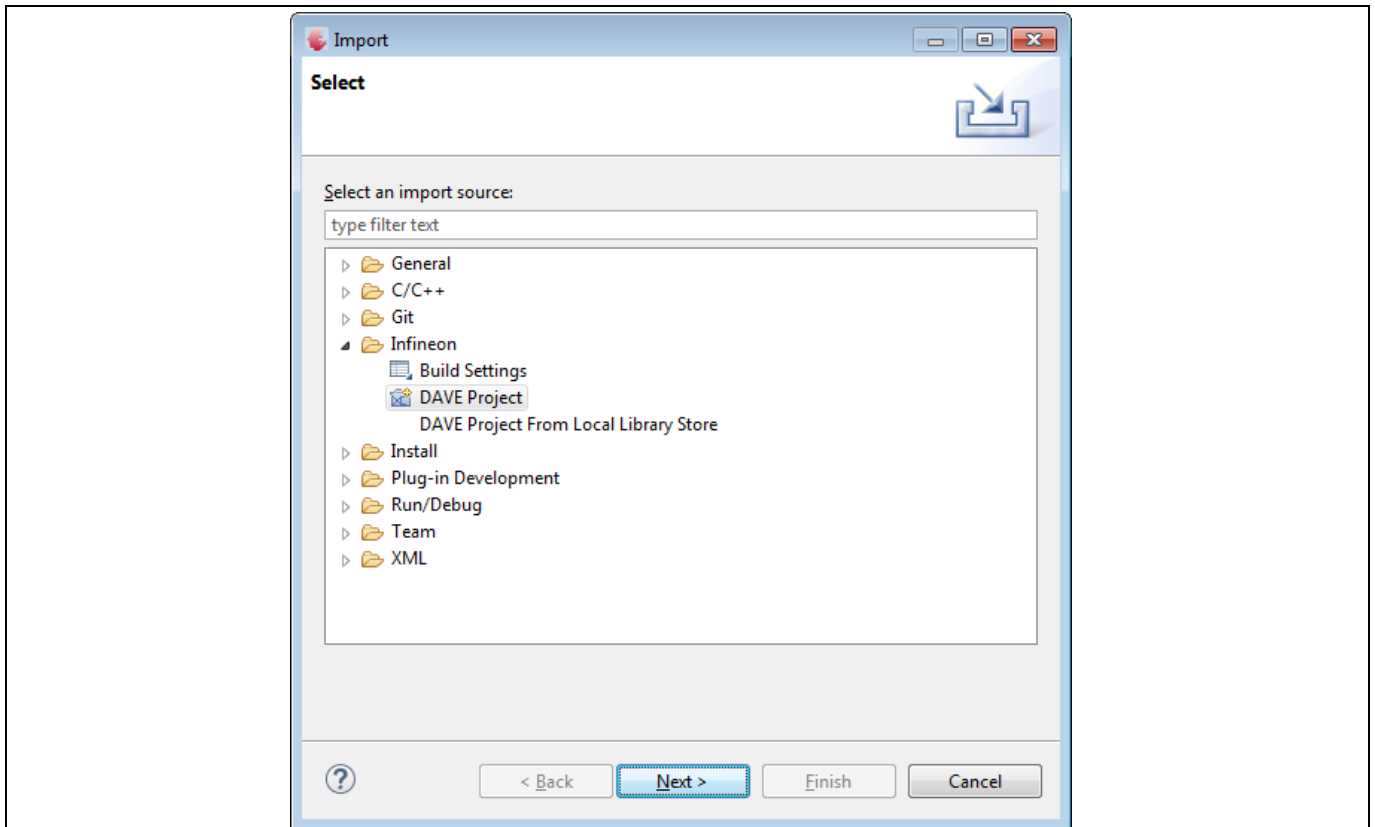 Import
Select
Select an import source:
type filter text
General
C/C++
Git
Infineon
Build Settings
DAVE Project
DAVE Project From Local Library Store
Install
Plug-in Development
Run/Debug
Team
XML
? < Back Next > Finish Cancel